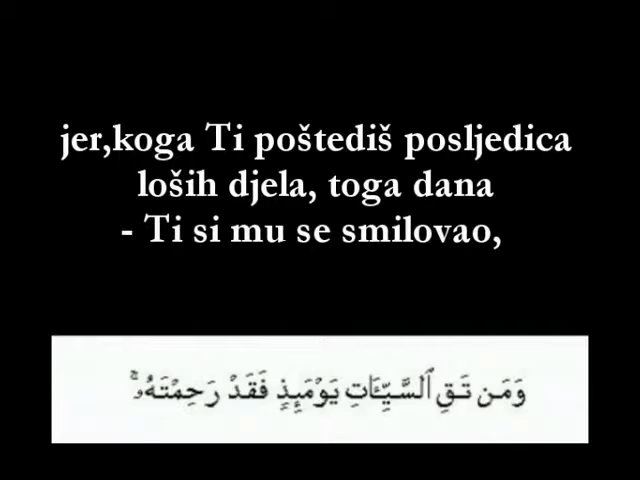 jer,koga Ti poštediš posljedica
loših djela, toga dana
- Ti si mu se smilovao,
وَمَن تَقِ ٱلسَّيِّـَٔاتِ يَوْمَئِذٍ فَقَدْ رَحِمْتَهُۥ ۚ